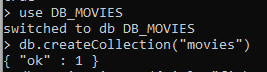 > use DB_MOVIES
switched to db DB_MOVIES
> db.createCollection("movies")
{ "ok" : 1 }